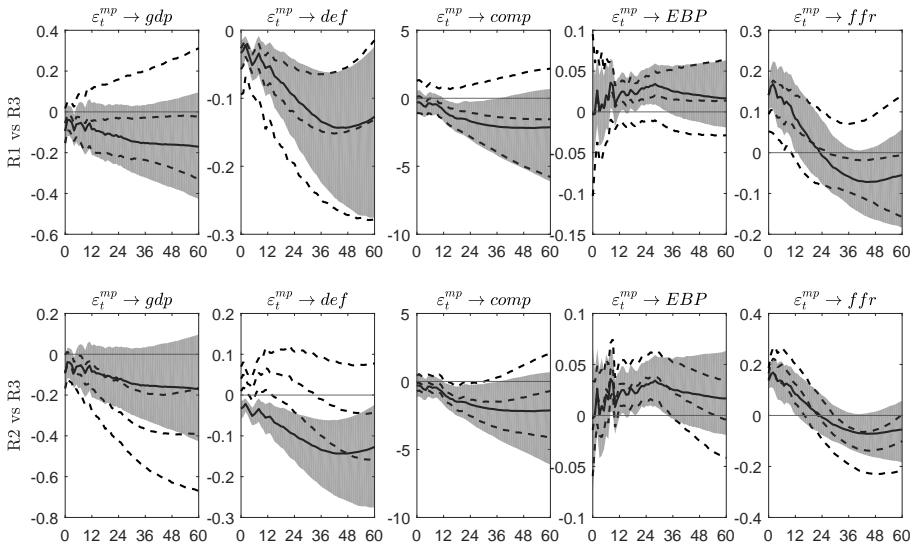 ε_t^{mp} → gdp ε_t^{mp} → def ε_t^{mp} → comp ε_t^{mp} → EBP ε_t^{mp} → ffr
R1 vs R3
0.4 0.2 0 -0.2 -0.4 -0.6
0 12 24 36 48 60
0 -0.1 -0.2 -0.3
0 12 24 36 48 60
5 0 -5 -10
0 12 24 36 48 60
0.1 0.05 0 -0.05 -0.1 -0.15
0 12 24 36 48 60
0.4 0.3 0.2 0.1 0 -0.1 -0.2
0 12 24 36 48 60
ε_t^{mp} → gdp ε_t^{mp} → def ε_t^{mp} → comp ε_t^{mp} → EBP ε_t^{mp} → ffr
R2 vs R3
0.2 0 -0.2 -0.4 -0.6 -0.8
0 12 24 36 48 60
0.2 0.1 0 -0.1 -0.2 -0.3
0 12 24 36 48 60
5 0 -5 -10
0 12 24 36 48 60
0.1 0.05 0 -0.05 -0.1
0 12 24 36 48 60
0.4 0.2 0 -0.2 -0.4
0 12 24 36 48 60